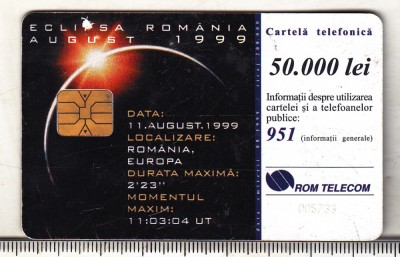 ECLIPSA ROMÂNIA
AUGUST 1999
DATA:
11.AUGUST.1999
LOCALIZARE:
ROMÂNIA,
EUROPA
DURATA MAXIMĂ:
2'23"
MOMENTUL
MAXIM:
11:03:04 UT
Cartelă telefonică
50.000 lei
Informații despre utilizarea
cartelei și a telefoanelor
publice:
951 (informații generale)
ROM TELECOM